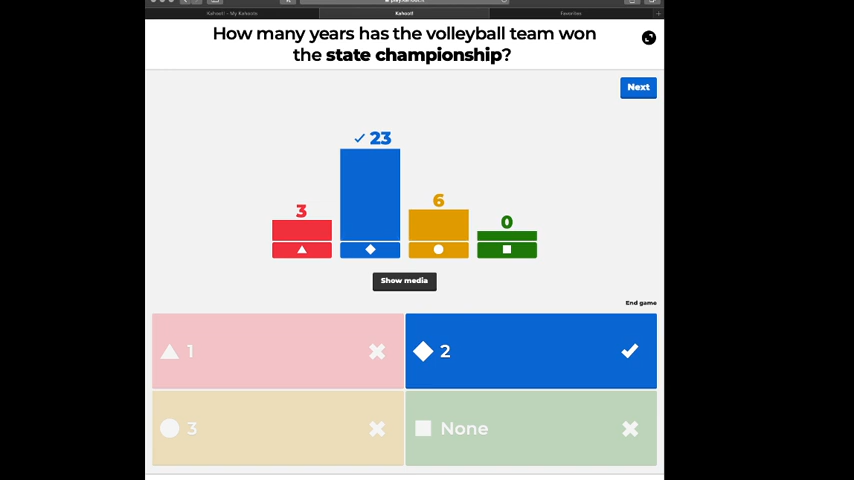 Kahoot! - My Kahoots
Kahoot!
Favorites
How many years has the volleyball team won
the state championship?
Next
23
3
6
0
Show media
End game
1
2
3
None